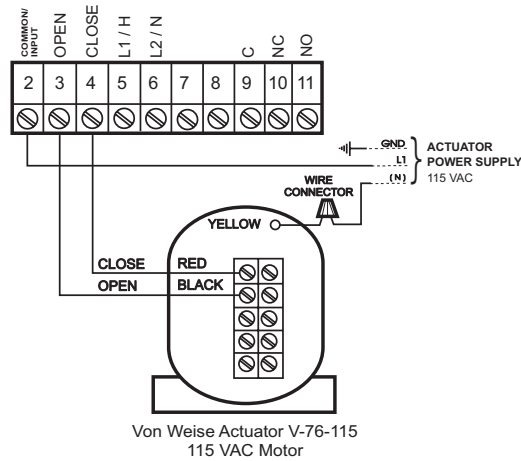 COMMON/
INPUT
OPEN
CLOSE
L1 / H
L2 / N
C
NC
NO
2 3 4 5 6 7 8 9 10 11
GND
L1
(N)
ACTUATOR
POWER SUPPLY
115 VAC
WIRE
CONNECTOR
YELLOW
CLOSE RED
OPEN BLACK
Von Weise Actuator V-76-115
115 VAC Motor